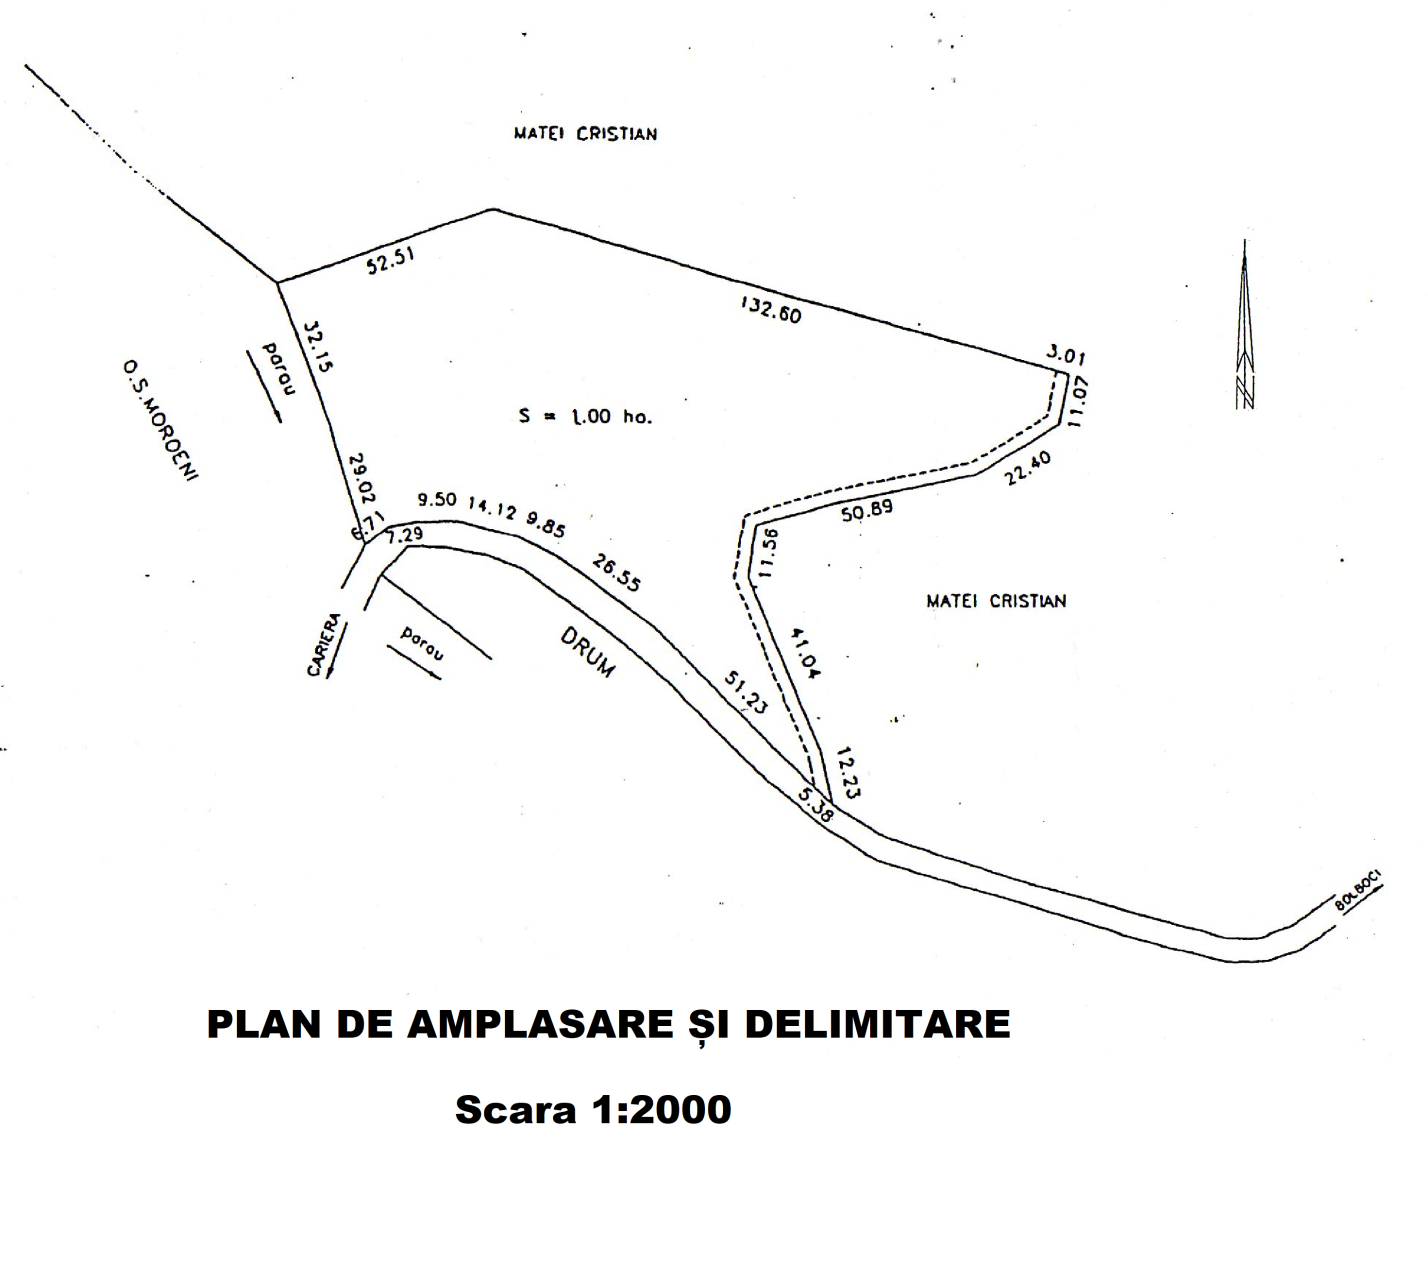 MATEI CRISTIAN
52.51
132.60
3.01
11.07
32.15
parau
O.S.MOROENI
S = 1.00 ha.
22.40
29.02
50.89
9.50 14.12 9.85
6.71
7.29
11.56
26.55
MATEI CRISTIAN
CARIERA
parau
DRUM
41.04
51.23
12.23
5.38
BOLBOCI
PLAN DE AMPLASARE ȘI DELIMITARE
Scara 1:2000